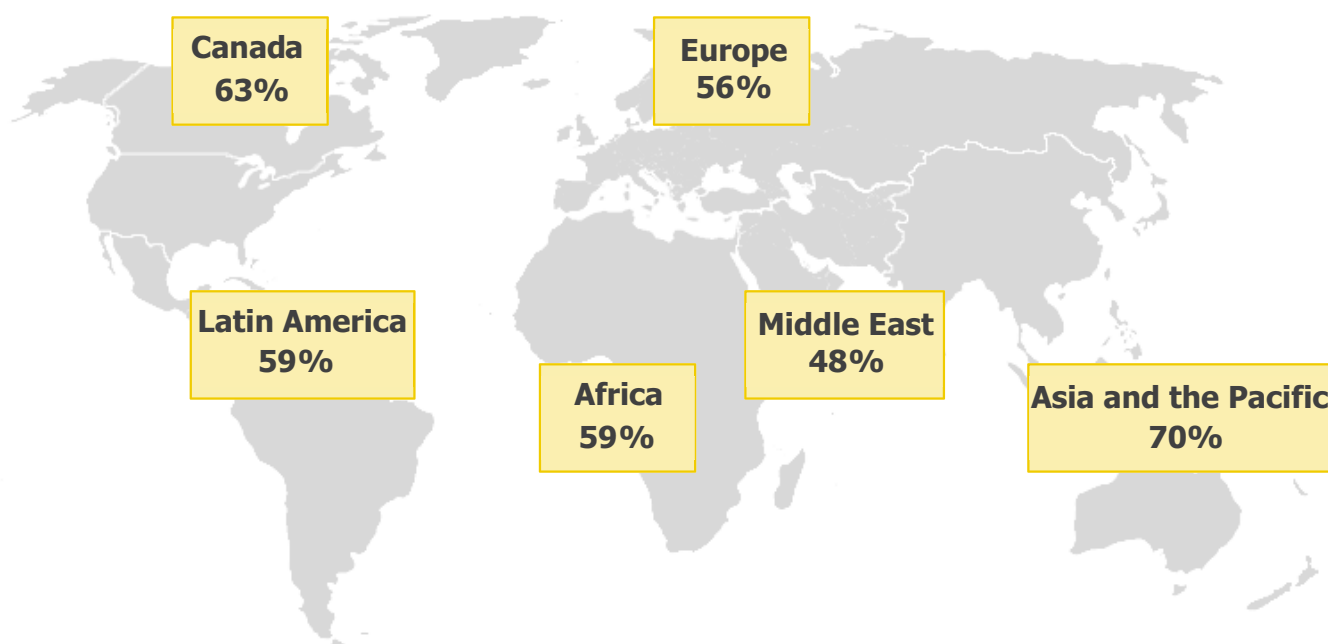 Canada
63%
Europe
56%
Latin America
59%
Middle East
48%
Africa
59%
Asia and the Pacific
70%